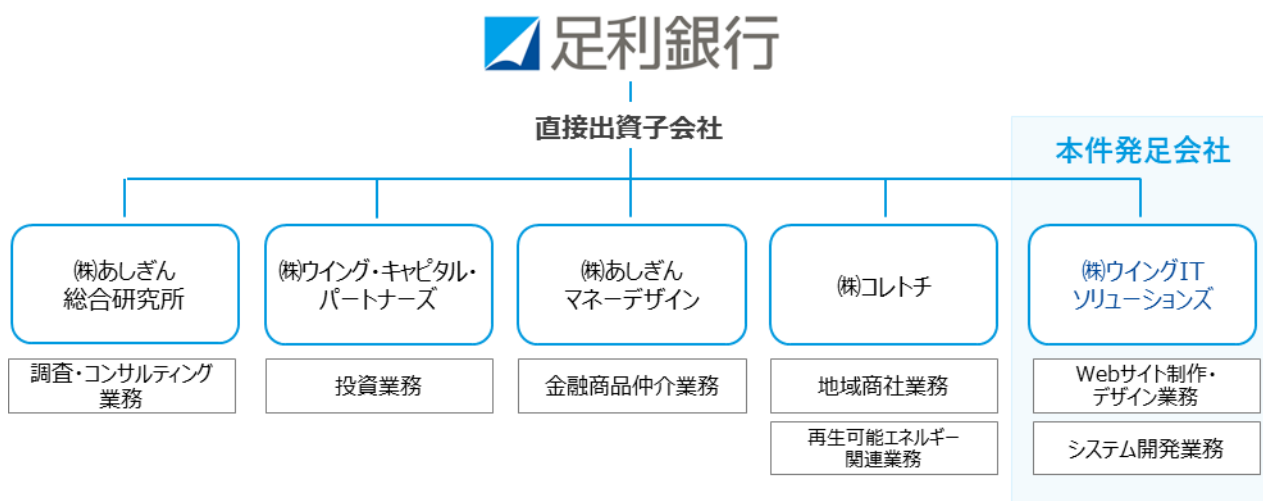 足利銀行
直接出資子会社
本件発足会社
㈱あしぎん
総合研究所
㈱ウイング・キャピタル・
パートナーズ
㈱あしぎん
マネーデザイン
㈱コレトチ
㈱ウイングIT
ソリューションズ
調査・コンサルティング
業務
投資業務
金融商品仲介業務
地域商社業務
再生可能エネルギー
関連業務
Webサイト制作・
デザイン業務
システム開発業務